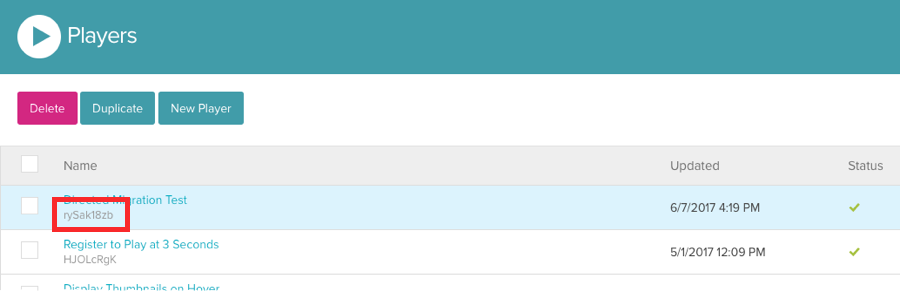 Players
Delete Duplicate New Player
Name Updated Status
Directed Migration Test
rySak18zb 6/7/2017 4:19 PM
Register to Play at 3 Seconds
HJOLcRgK 5/1/2017 12:09 PM
Display Thumbnails on Hover